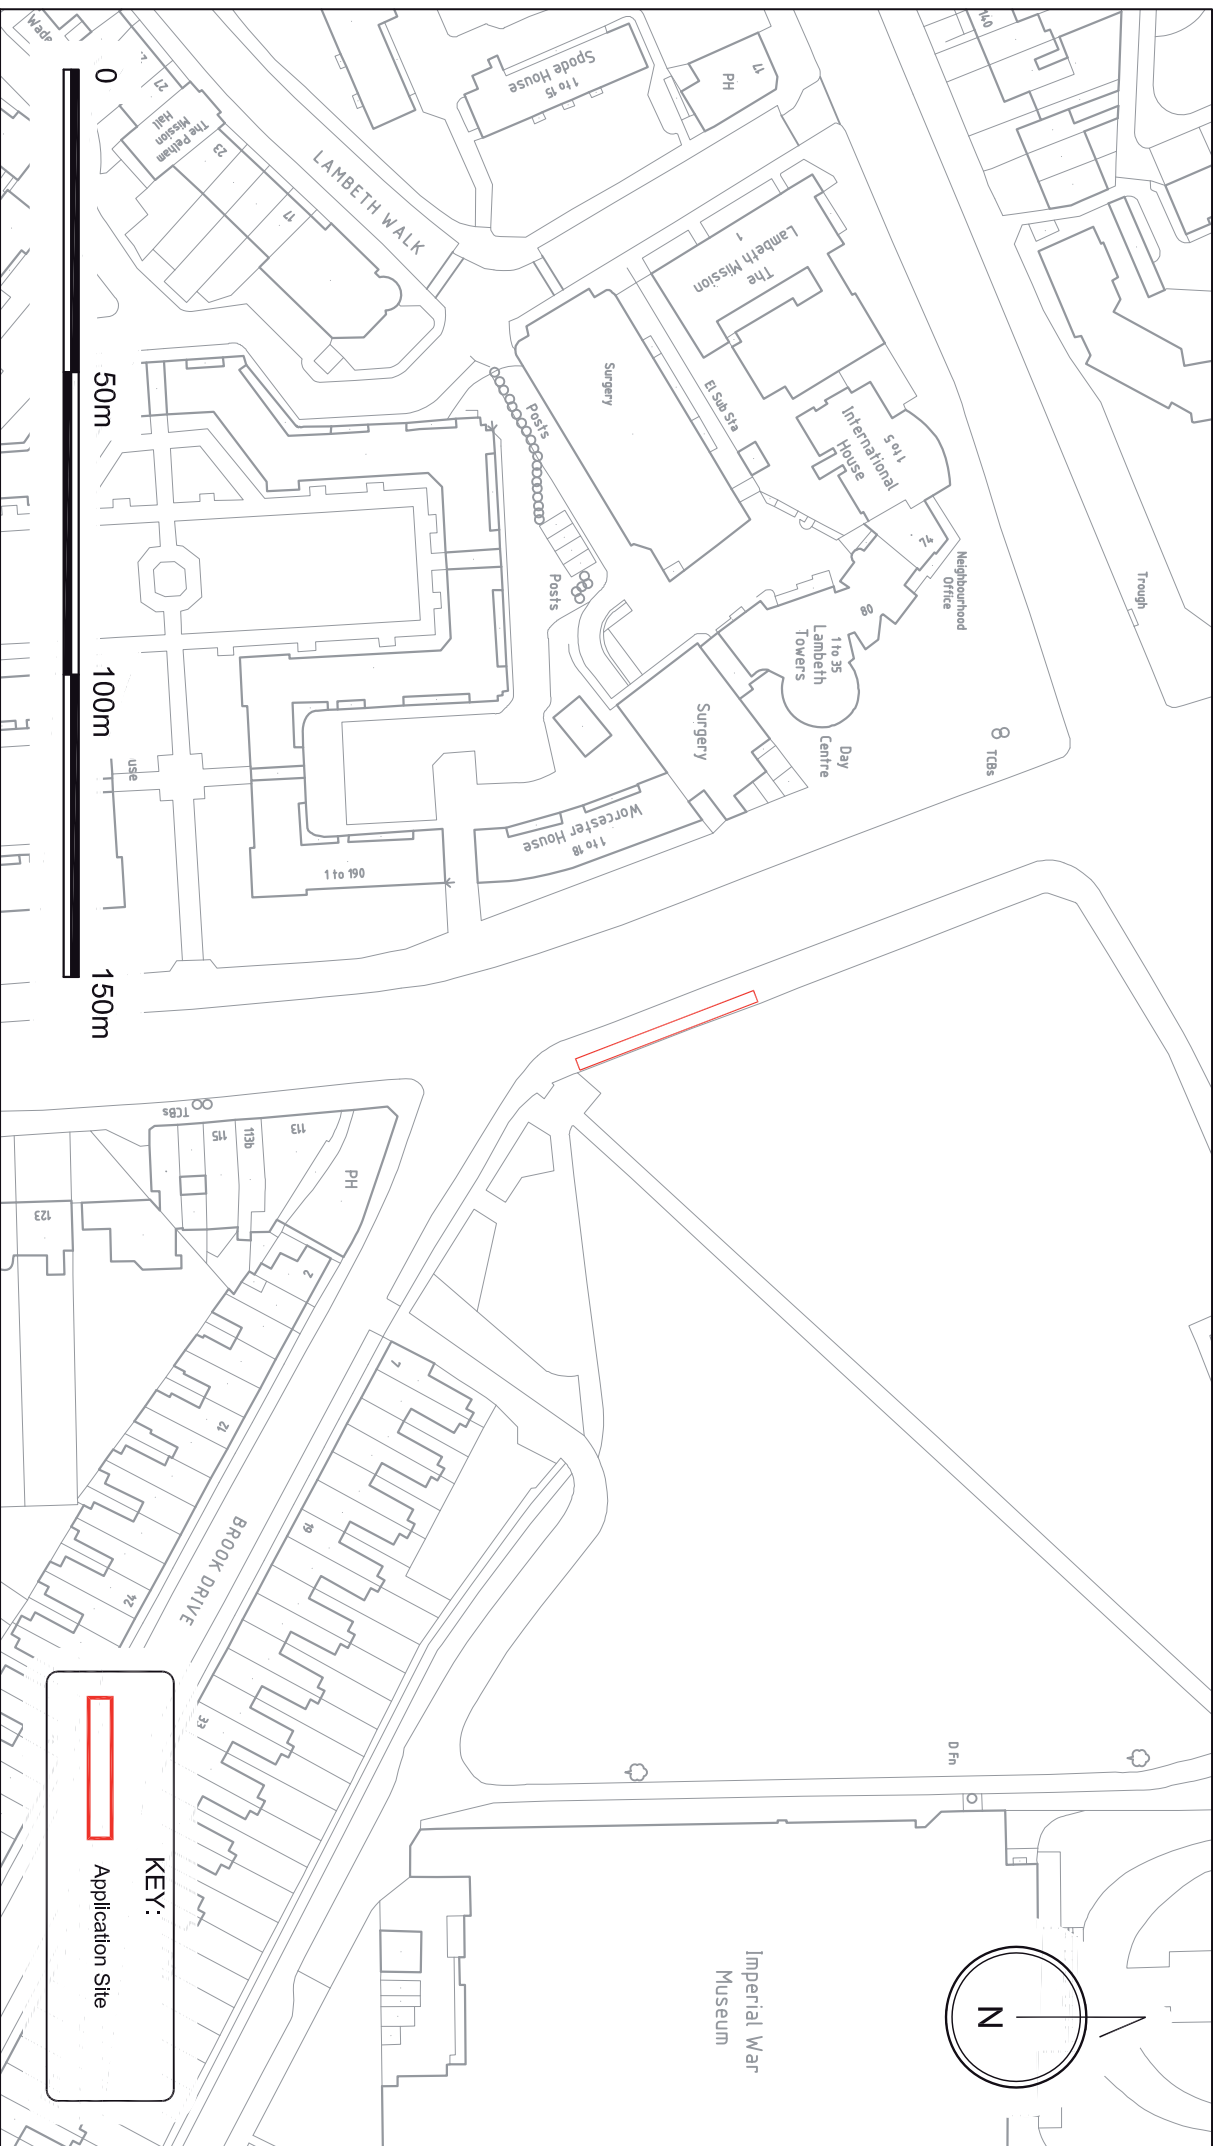 140
17
PH
1 to 15
Spode House
Wade
27
The Pelham
Mission
Hall
23
17
LAMBETH WALK
The
Lambeth Mission
1
Surgery
El Sub Sta
1 to 5
International
House
74
Neighbourhood
Office
Trough
Posts
Posts
80
1 to 35
Lambeth
Towers
Day
Centre
TCBs
Surgery
1 to 18
Worcester House
1 to 190
use
0
50m
100m
150m
TCBs
115
113b
113
PH
123
2
12
24
7
19
33
BROOK DRIVE
D Fn
Imperial War
Museum
N
KEY:
Application Site